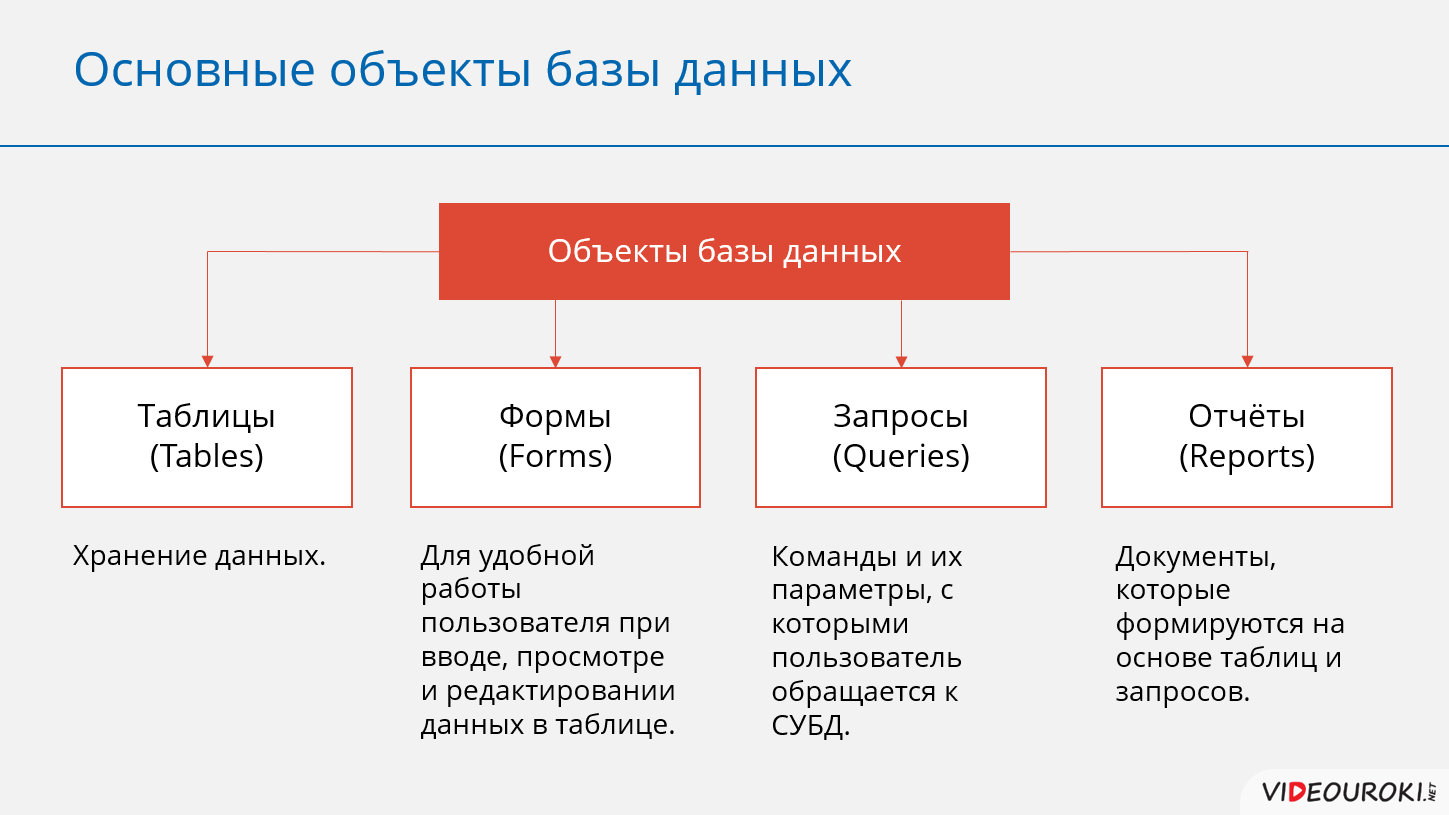 Основные объекты базы данных
Объекты базы данных
Таблицы
(Tables)
Формы
(Forms)
Запросы
(Queries)
Отчёты
(Reports)
Хранение данных.
Для удобной
работы
пользователя при
вводе, просмотре
и редактировании
данных в таблице.
Команды и их
параметры, с
которыми
пользователь
обращается к
СУБД.
Документы,
которые
формируются на
основе таблиц и
запросов.
VIDEOUROKI.NET